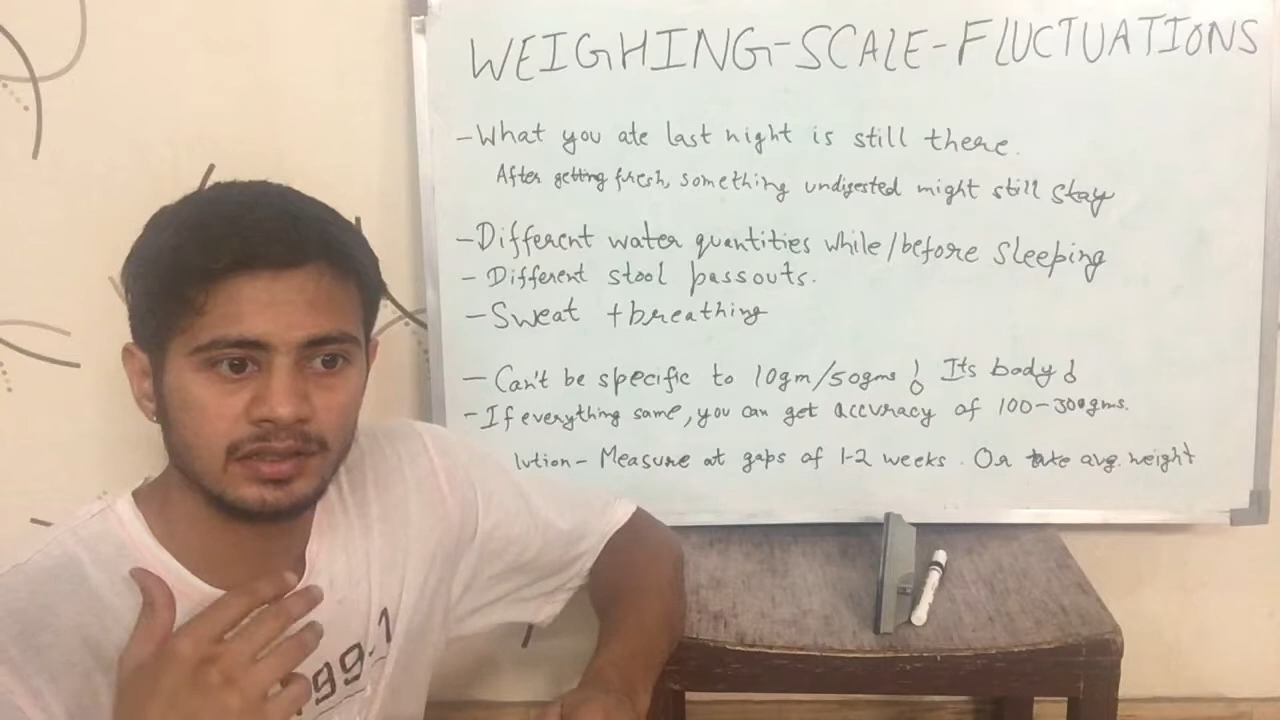 WEIGHING-SCALE-FLUCTUATIONS
- What you ate last night is still there.
After getting fresh, something undigested might still stay
- Different water quantities while/before sleeping
- Different stool passouts.
- Sweat + breathing
- Can't be specific to 10gm/50gms! Its body!
- If everything same, you can get accuracy of 100-300gms.
lution - Measure at gaps of 1-2 weeks. Or take avg. weight
99-1